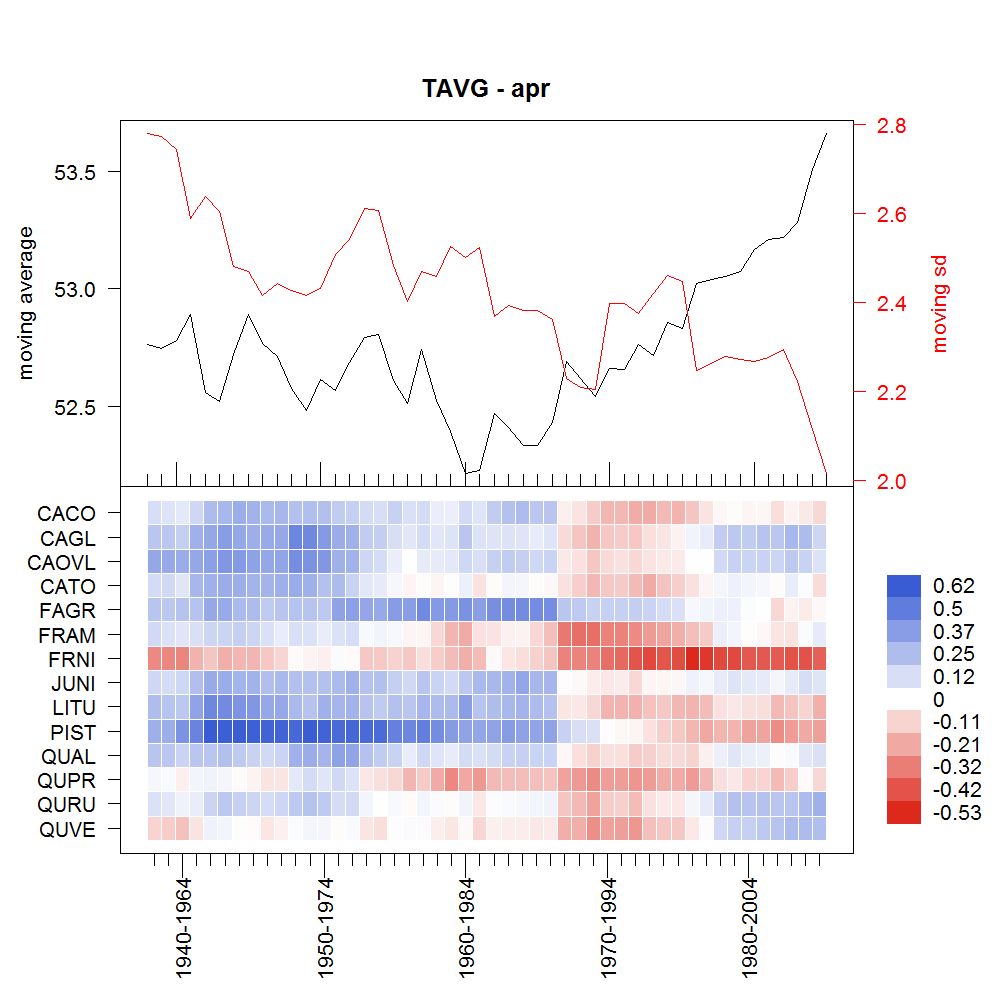 TAVG - apr
53.5
53.0
52.5
moving average
2.8
2.6
2.4
2.2
2.0
moving sd
CACO
CAGL
CAOVL
CATO
FAGR
FRAM
FRNI
JUNI
LITU
PIST
QUAL
QUPR
QURU
QUVE
0.62
0.5
0.37
0.25
0.12
0
-0.11
-0.21
-0.32
-0.42
-0.53
1940-1964
1950-1974
1960-1984
1970-1994
1980-2004